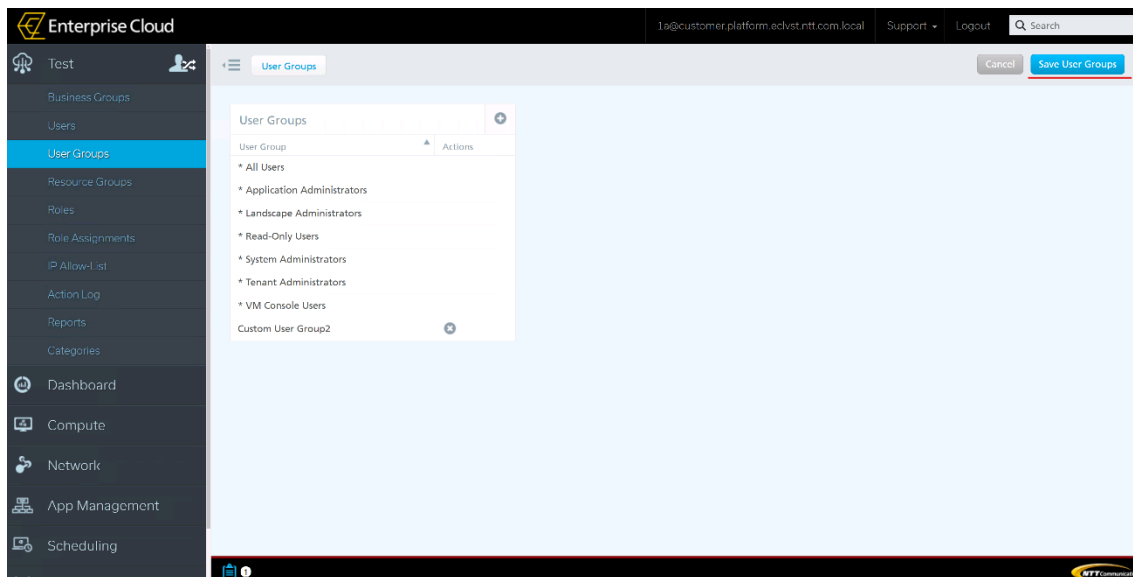 Enterprise Cloud
1a@customer.platform.eclvst.ntt.com.local
Support
Logout
Search
Test
User Groups
Cancel
Save User Groups
Business Groups
Users
User Groups
Resource Groups
Roles
Role Assignments
IP Allow-List
Action Log
Reports
Categories
Dashboard
Compute
Network
App Management
Scheduling
User Groups
User Group
Actions
* All Users
* Application Administrators
* Landscape Administrators
* Read-Only Users
* System Administrators
* Tenant Administrators
* VM Console Users
Custom User Group2
1
NTT Communicati